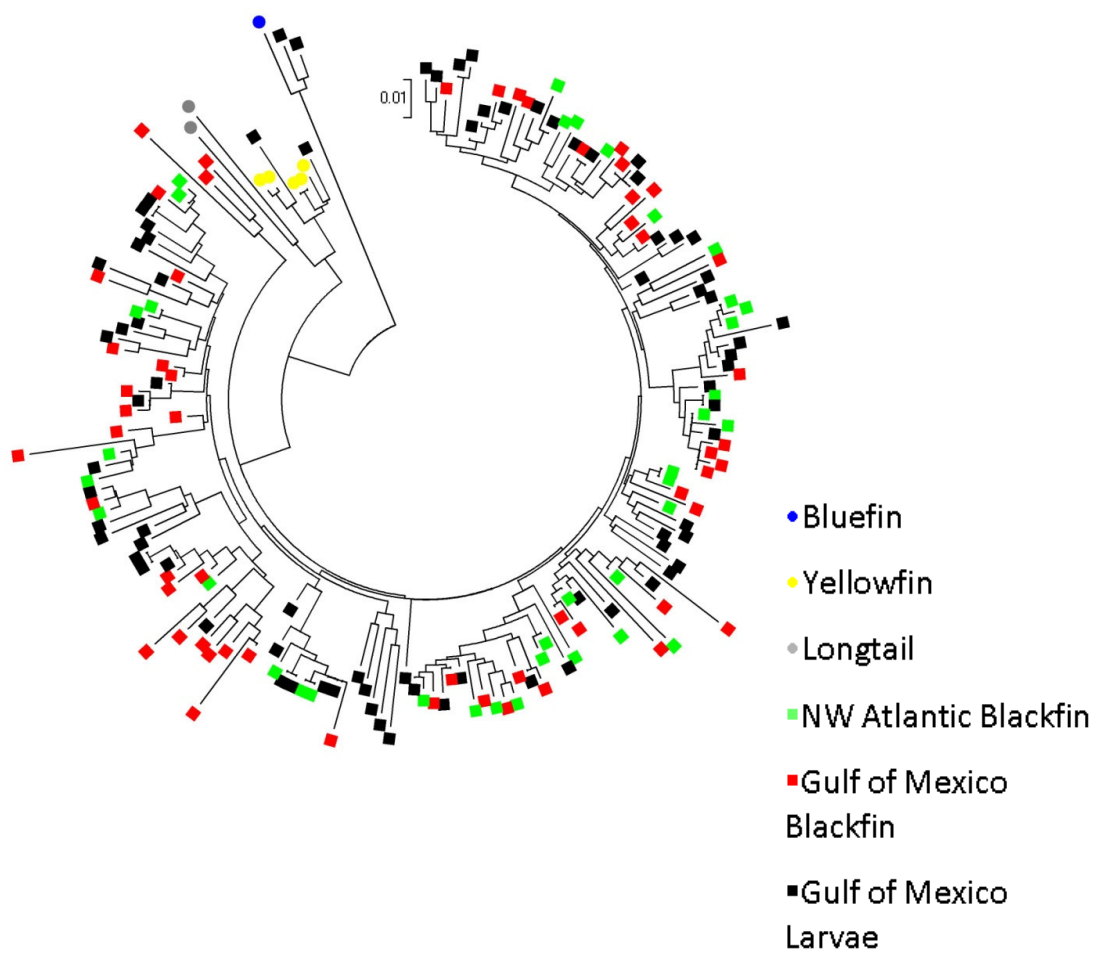 0.01
Bluefin
Yellowfin
Longtail
NW Atlantic Blackfin
Gulf of Mexico
Blackfin
Gulf of Mexico
Larvae